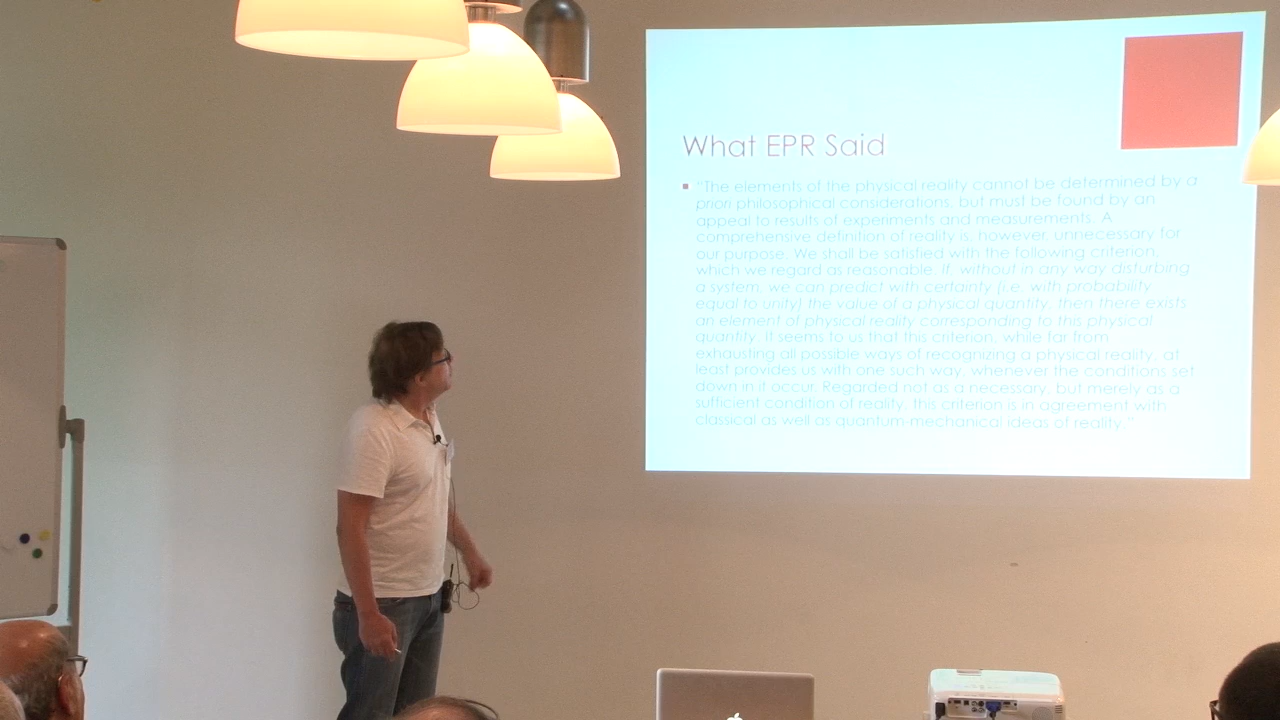 What EPR Said
"The elements of the physical reality cannot be determined by a
priori philosophical considerations, but must be found by an
appeal to results of experiments and measurements. A
comprehensive definition of reality is, however, unnecessary for
our purpose. We shall be satisfied with the following criterion,
which we regard as reasonable. If, without in any way disturbing
a system, we can predict with certainty (i.e. with probability
equal to unity) the value of a physical quantity, then there exists
an element of physical reality corresponding to this physical
quantity. It seems to us that this criterion, while far from
exhausting all possible ways of recognizing a physical reality, at
least provides us with one such way, whenever the conditions set
down in it occur. Regarded not as a necessary, but merely as a
sufficient condition of reality, this criterion is in agreement with
classical as well as quantum-mechanical ideas of reality."